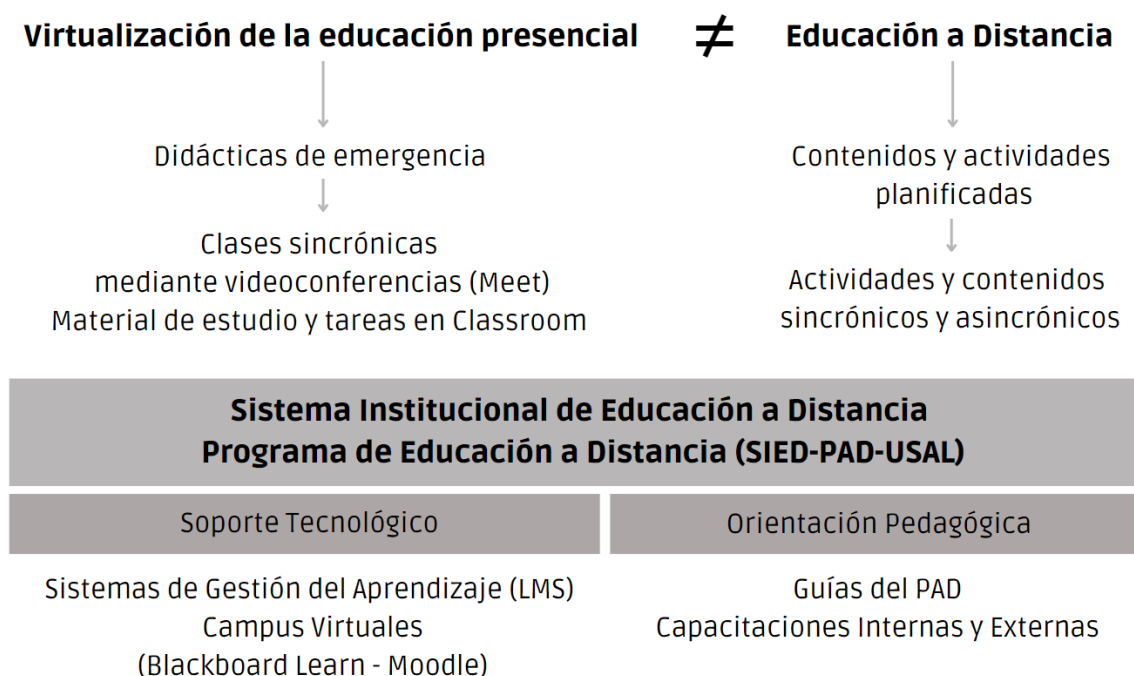 Virtualización de la educación presencial ≠ Educación a Distancia
Didácticas de emergencia
Clases sincrónicas
mediante videoconferencias (Meet)
Material de estudio y tareas en Classroom
Contenidos y actividades
planificadas
Actividades y contenidos
sincrónicos y asincrónicos
Sistema Institucional de Educación a Distancia
Programa de Educación a Distancia (SIED-PAD-USAL)
Soporte Tecnológico
Sistemas de Gestión del Aprendizaje (LMS)
Campus Virtuales
(Blackboard Learn - Moodle)
Orientación Pedagógica
Guías del PAD
Capacitaciones Internas y Externas